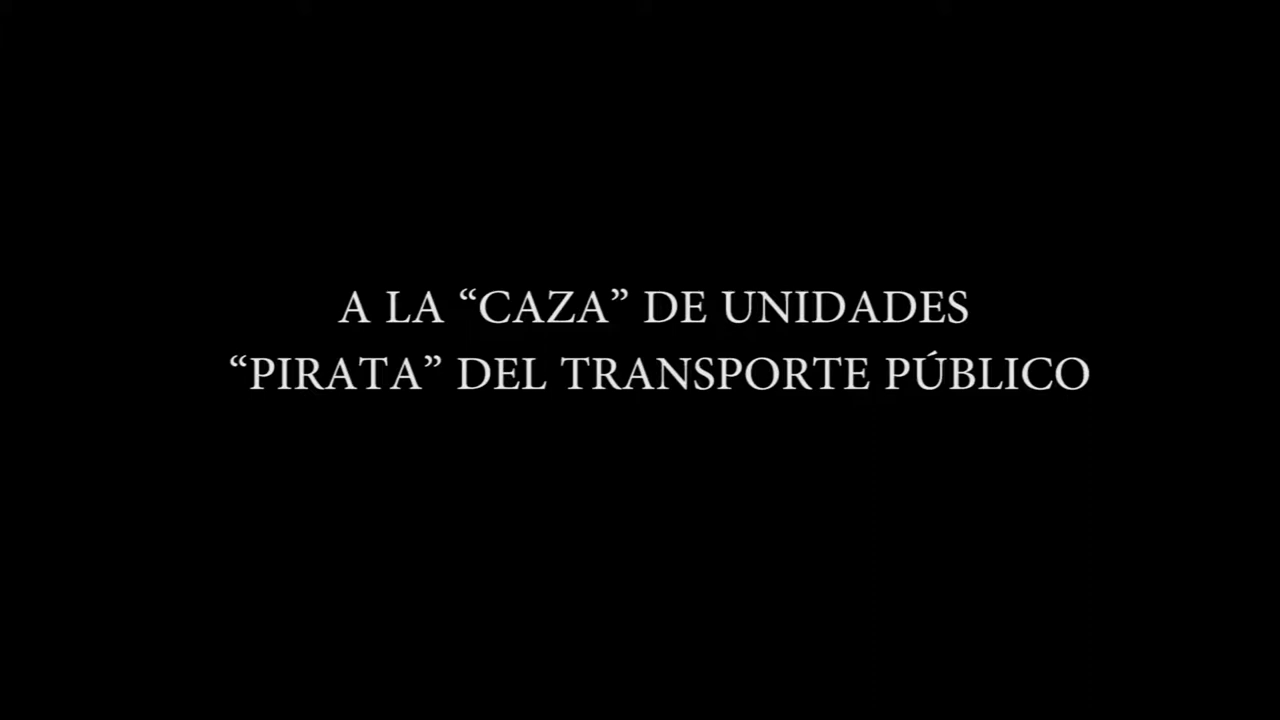 A LA “CAZA” DE UNIDADES
“PIRATA” DEL TRANSPORTE PÚBLICO